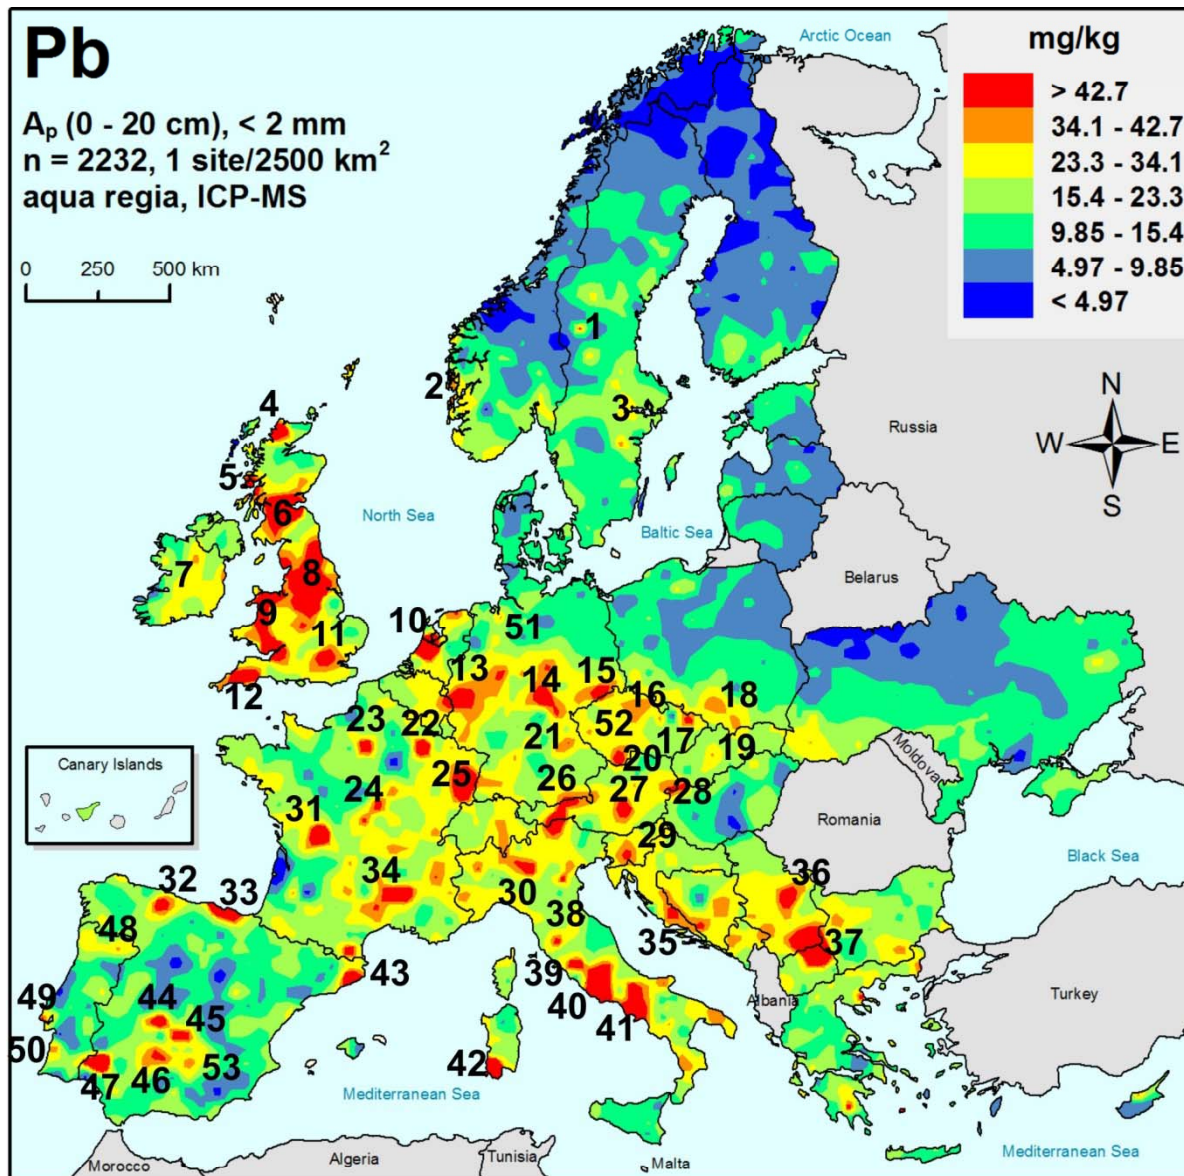 Pb
Aₚ (0 - 20 cm), < 2 mm
n = 2232, 1 site/2500 km²
aqua regia, ICP-MS
0 250 500 km
mg/kg
> 42.7
34.1 - 42.7
23.3 - 34.1
15.4 - 23.3
9.85 - 15.4
4.97 - 9.85
< 4.97
Arctic Ocean
N
W E
S
Russia
North Sea
Baltic Sea
Belarus
Canary Islands
Moldova
Romania
Black Sea
Albania
Turkey
Mediterranean Sea
Mediterranean Sea
Morocco
Algeria
Tunisia
Malta
1
2
3
4
5
6
7
8
9
10
11
12
13
14
15
16
17
18
19
20
21
22
23
24
25
26
27
28
29
30
31
32
33
34
35
36
37
38
39
40
41
42
43
44
45
46
47
48
49
50
51
52
53